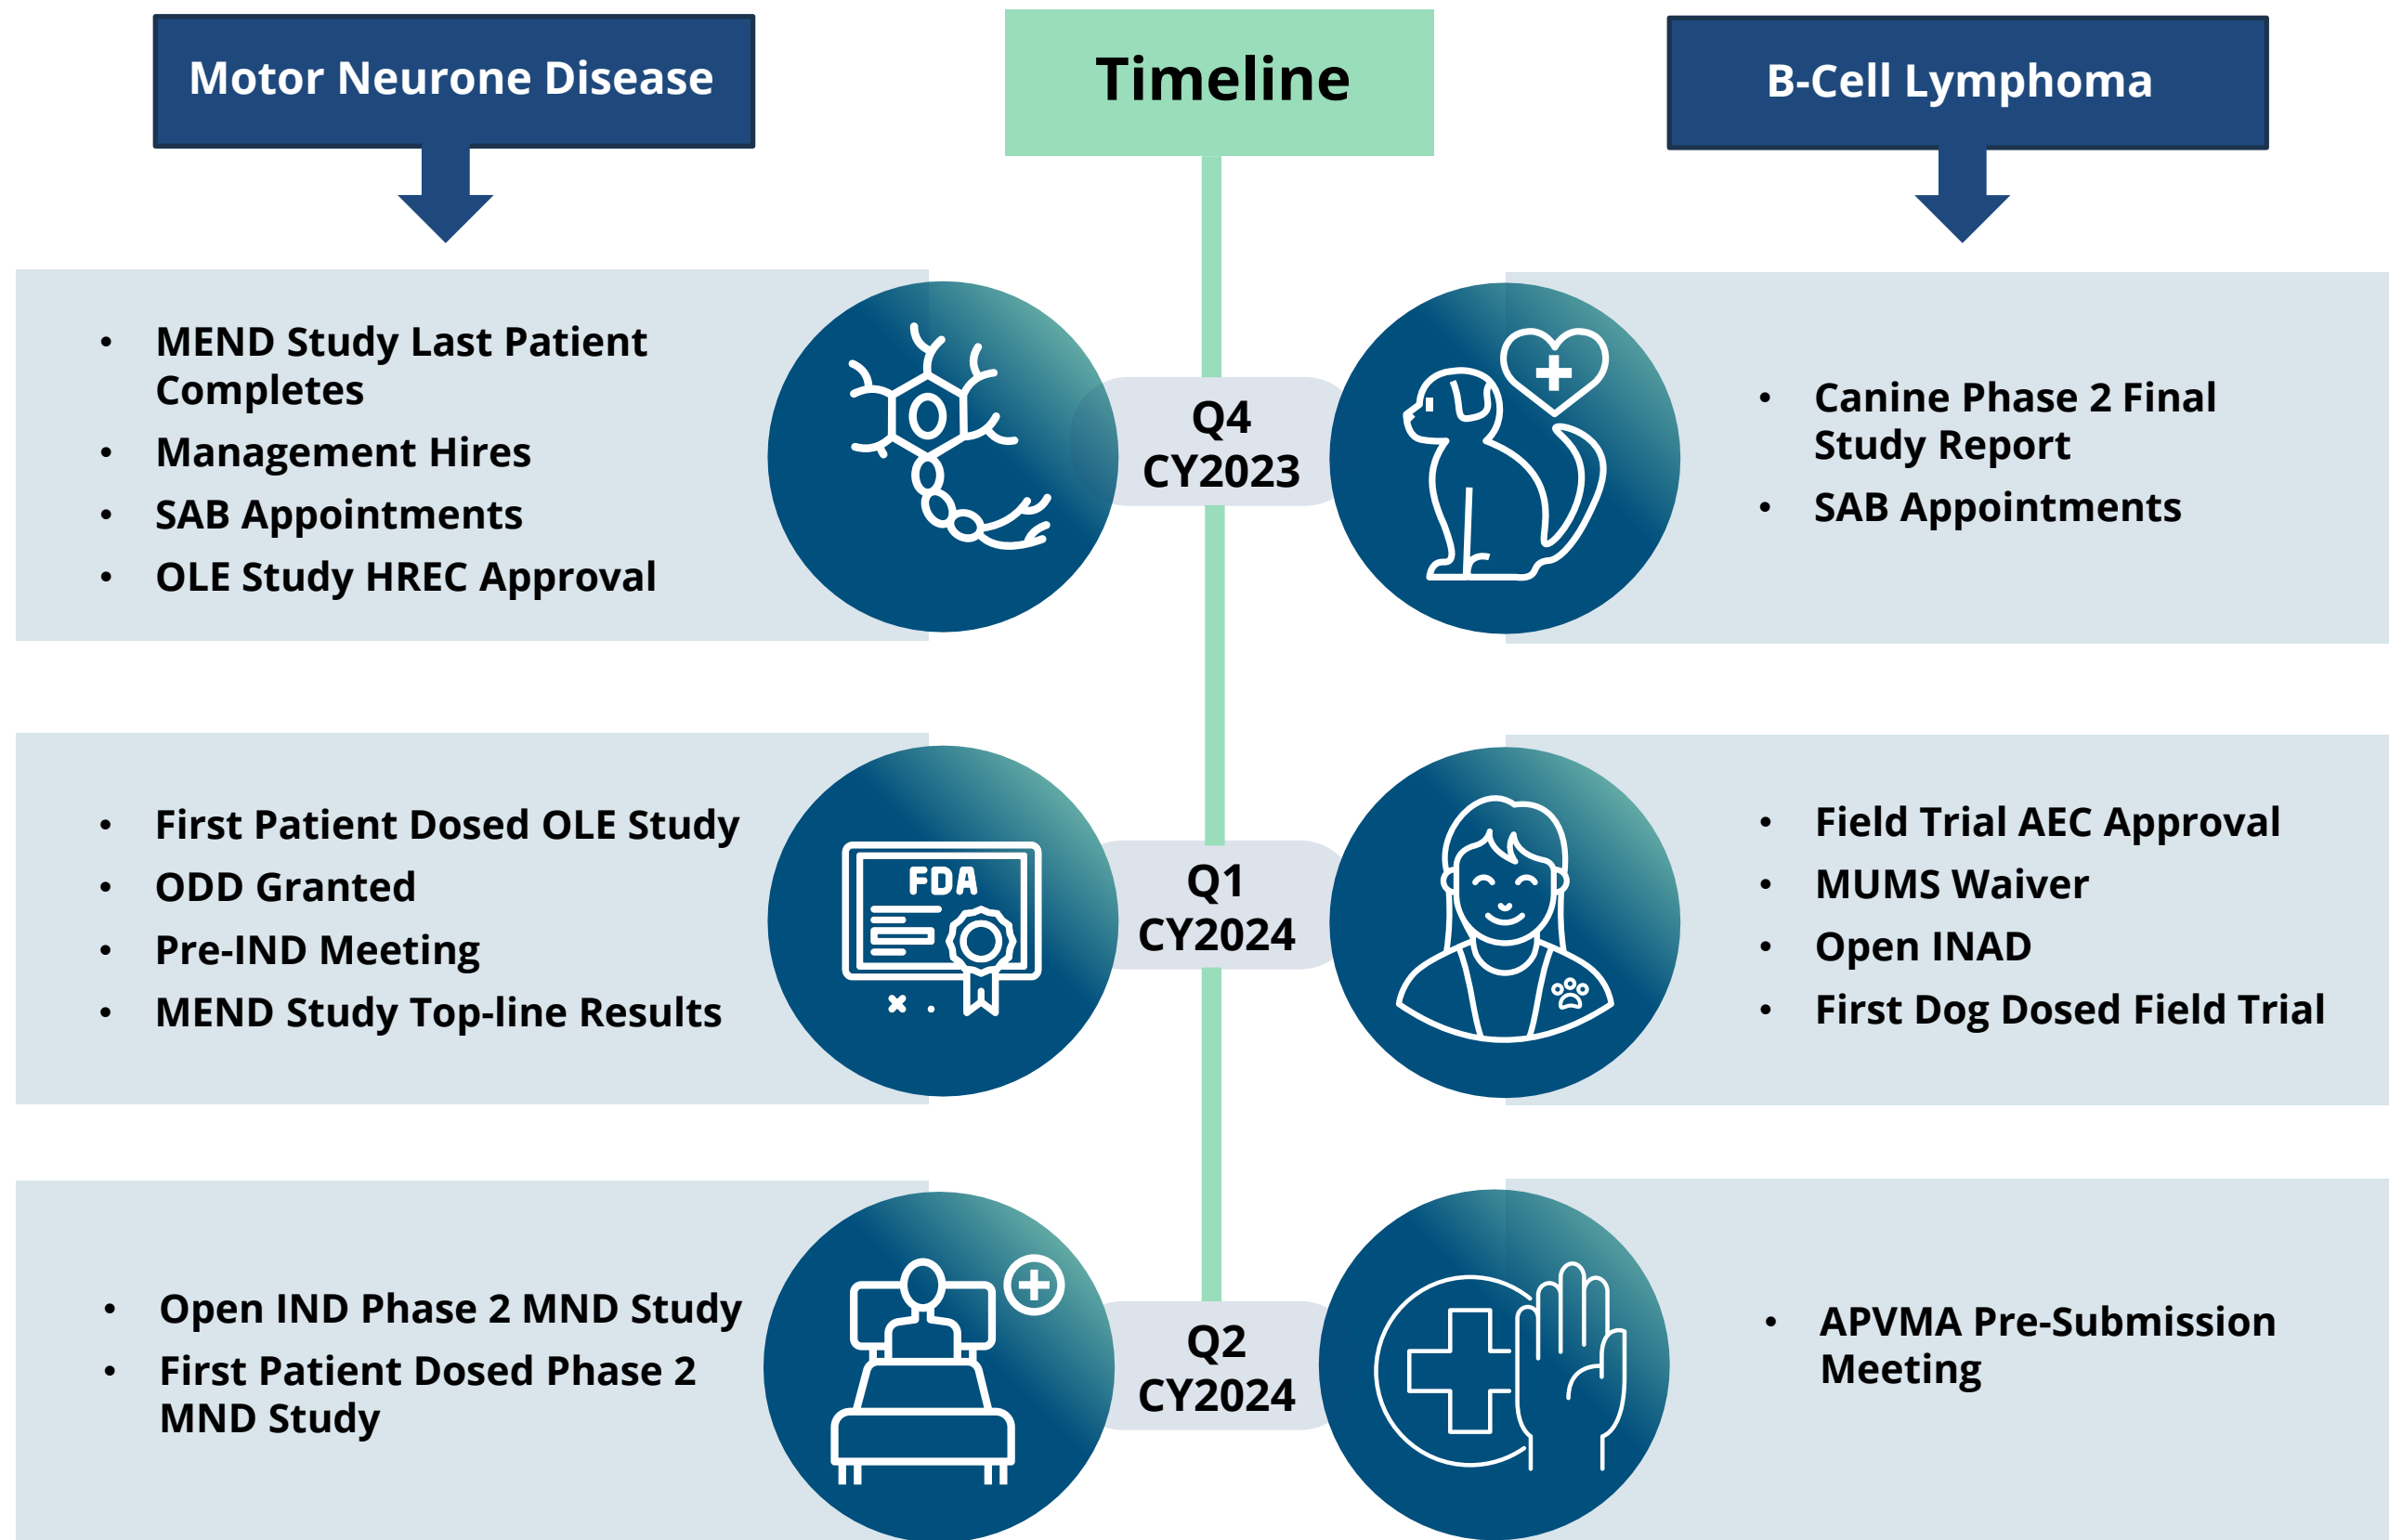 Motor Neurone Disease
Timeline
B-Cell Lymphoma
• MEND Study Last Patient
Completes
• Management Hires
• SAB Appointments
• OLE Study HREC Approval
Q4
CY2023
• Canine Phase 2 Final
Study Report
• SAB Appointments
• First Patient Dosed OLE Study
• ODD Granted
• Pre-IND Meeting
• MEND Study Top-line Results
FDA
Q1
CY2024
• Field Trial AEC Approval
• MUMS Waiver
• Open INAD
• First Dog Dosed Field Trial
• Open IND Phase 2 MND Study
• First Patient Dosed Phase 2
MND Study
Q2
CY2024
• APVMA Pre-Submission
Meeting